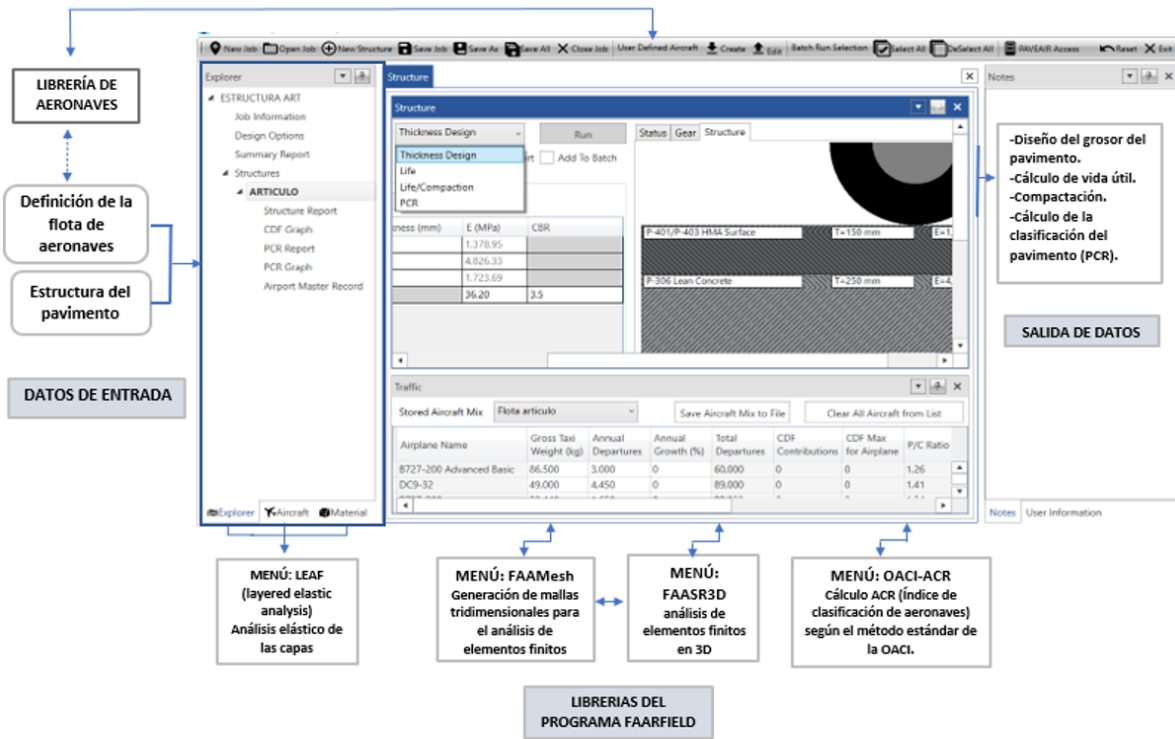 New Job Open Job New Structure Save Job Save As Save All Close Job User Defined Aircraft Create Edit Batch Run Selection Select All DeSelect All PAVEAIR Access Reset Exit
LIBRERÍA DE
AERONAVES
Definición de la
flota de
aeronaves
Estructura del
pavimento
DATOS DE ENTRADA
Explorer
ESTRUCTURA ART
Job Information
Design Options
Summary Report
Structures
ARTICULO
Structure Report
CDF Graph
PCR Report
PCR Graph
Airport Master Record
Explorer Aircraft Material
Structure
Structure
Thickness Design Run
Thickness Design
Life
Life/Compaction
PCR
Add To Batch
Status Gear Structure
E (MPa) CBR
1.378.95
4.826.33
1.723.69
36.20 3.5
P-401/P-403 HMA Surface T=150 mm
P-306 Lean Concrete T=250 mm
Traffic
Stored Aircraft Mix Flota artículo Save Aircraft Mix to File Clear All Aircraft from List
Airplane Name Gross Taxi Weight (kg) Annual Departures Annual Growth (%) Total Departures CDF Contributions CDF Max for Airplane P/C Ratio
B727-200 Advanced Basic 86.500 3.000 0 60.000 0 0 1.26
DC9-32 49.000 4.450 0 89.000 0 0 1.41
Notes
-Diseño del grosor del
pavimento.
-Cálculo de vida útil.
-Compactación.
-Cálculo de la
clasificación del
pavimento (PCR).
SALIDA DE DATOS
Notes User Information
MENÚ: LEAF
(layered elastic
analysis)
Análisis elástico de
las capas
MENÚ: FAAMesh
Generación de mallas
tridimensionales para
el análisis de
elementos finitos
MENÚ:
FAASR3D
análisis de
elementos finitos
en 3D
MENÚ: OACI-ACR
Cálculo ACR (Índice de
clasificación de aeronaves)
según el método estándar de
la OACI.
LIBRERIAS DEL
PROGRAMA FAARFIELD